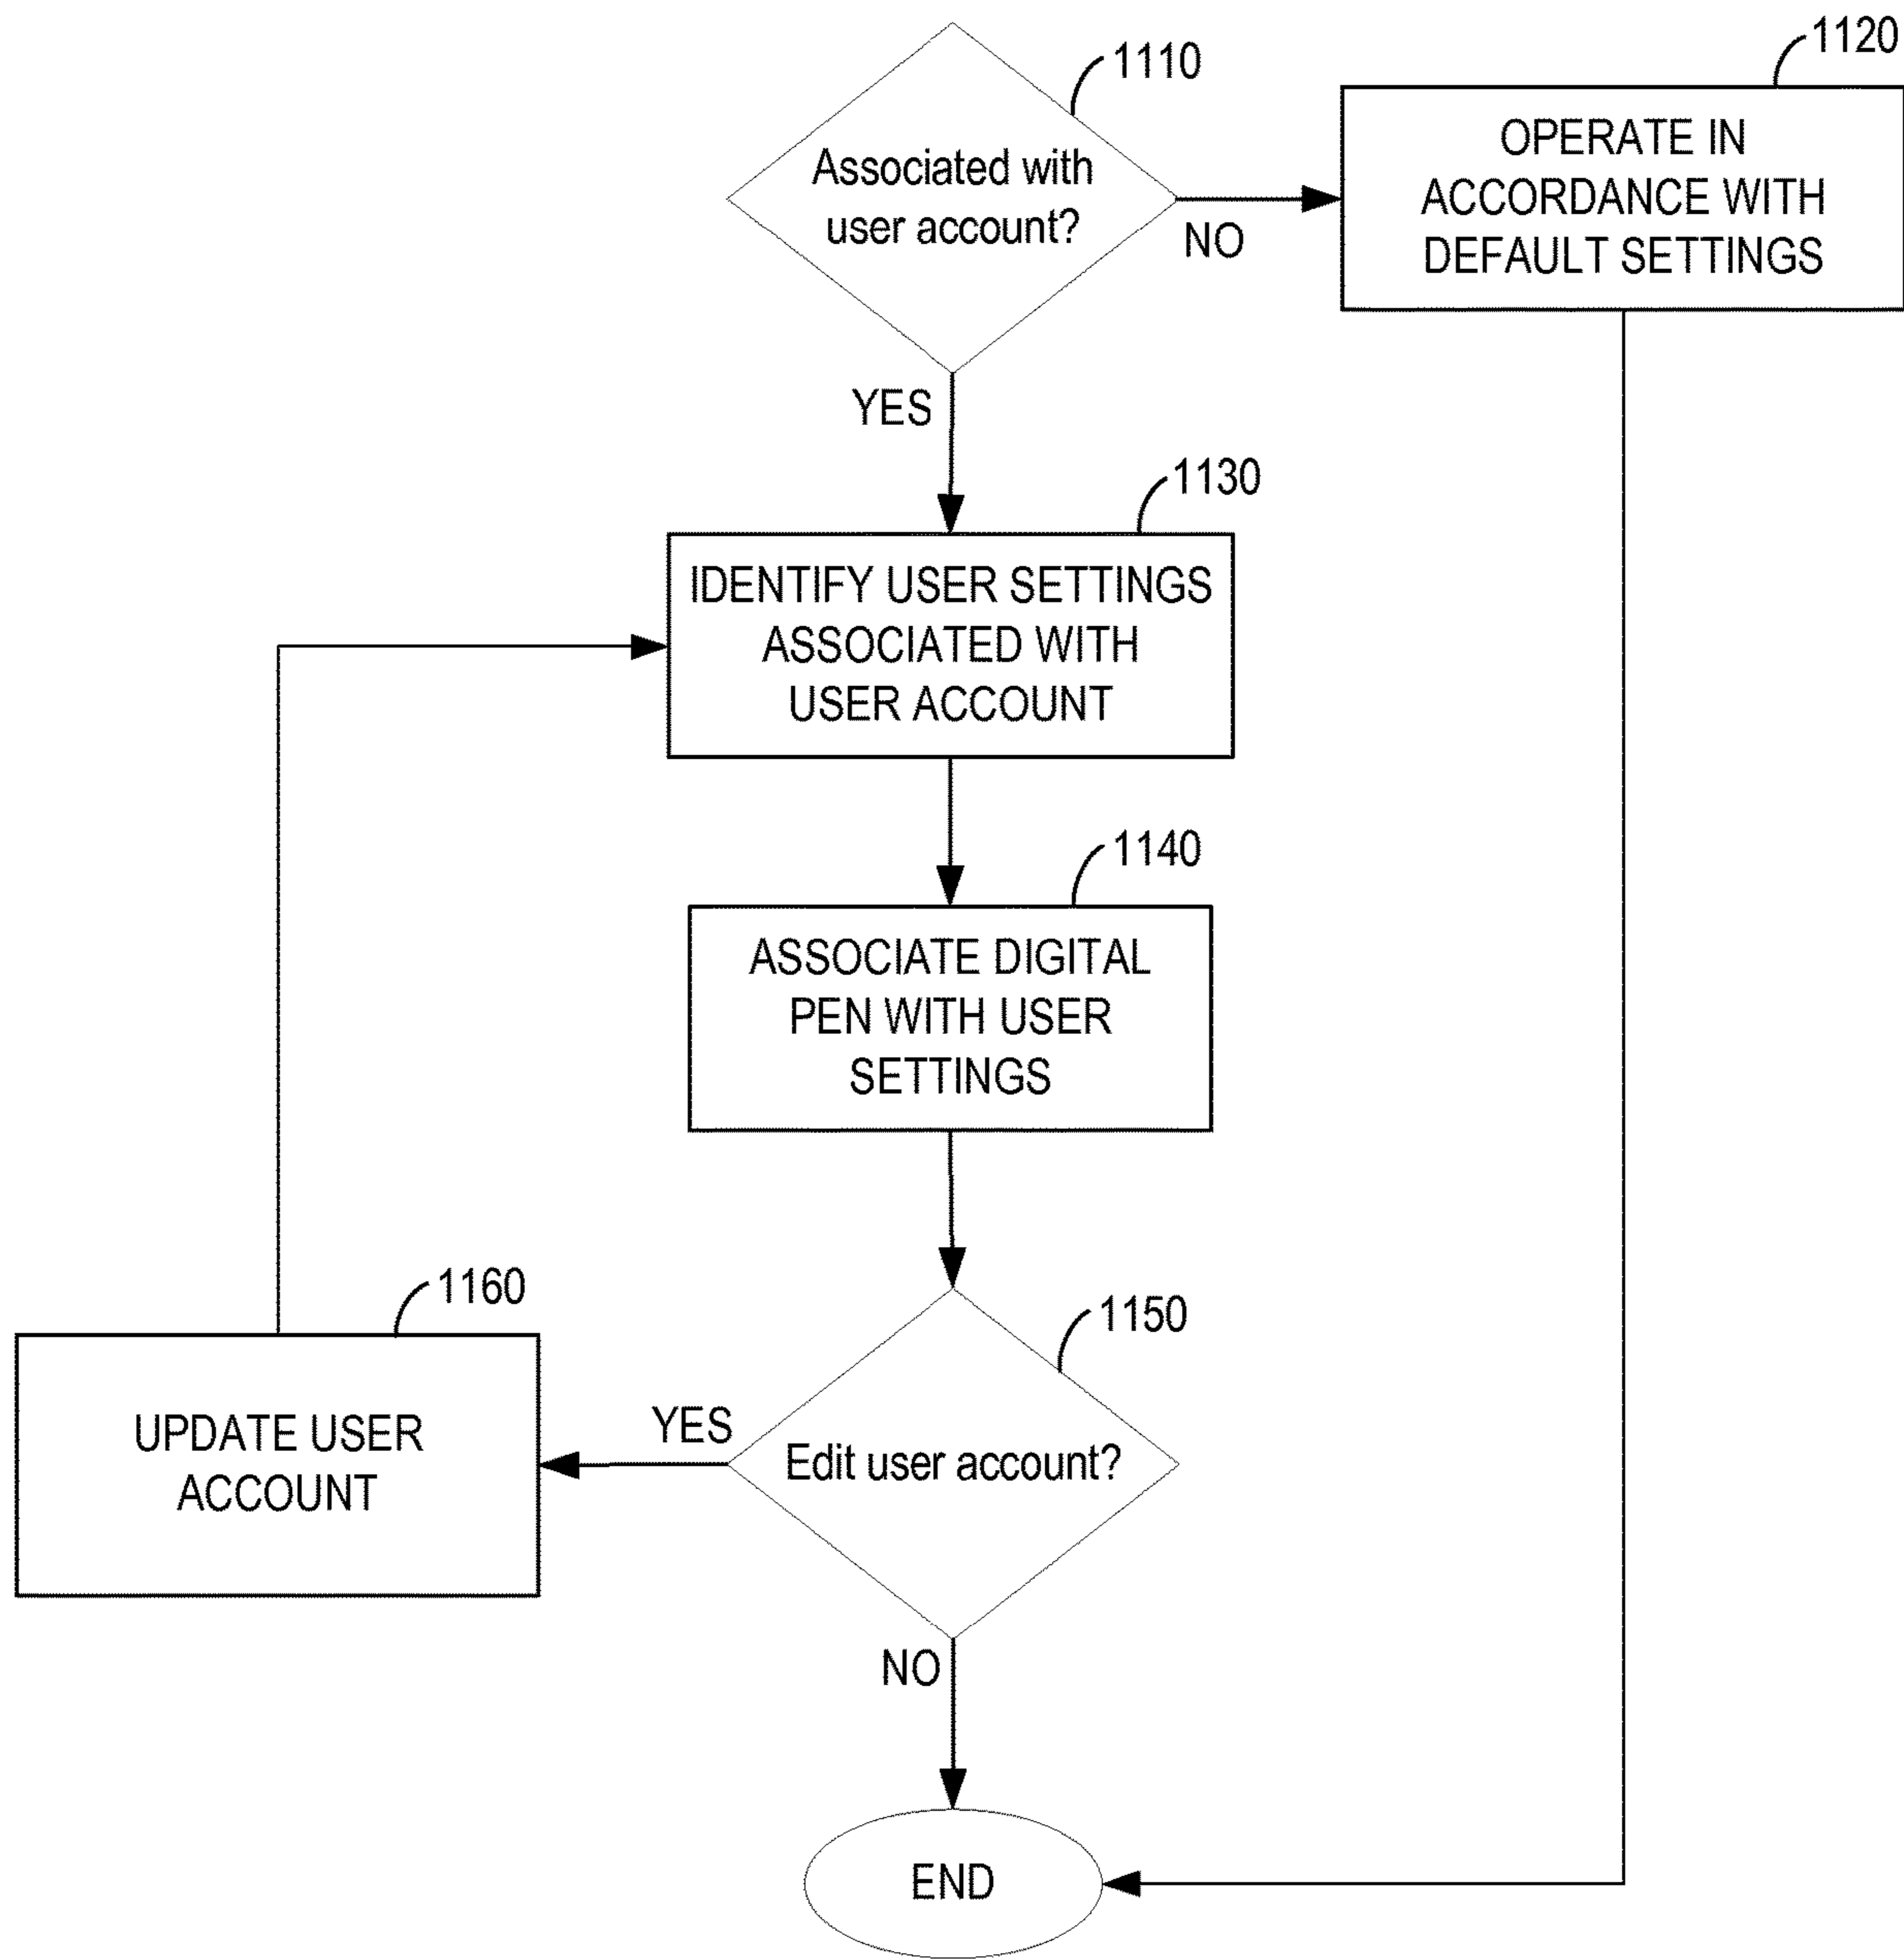 1110
1120
Associated with
user account?
NO
OPERATE IN
ACCORDANCE WITH
DEFAULT SETTINGS
YES
1130
IDENTIFY USER SETTINGS
ASSOCIATED WITH
USER ACCOUNT
1140
ASSOCIATE DIGITAL
PEN WITH USER
SETTINGS
1160
1150
UPDATE USER
ACCOUNT
YES
Edit user account?
NO
END